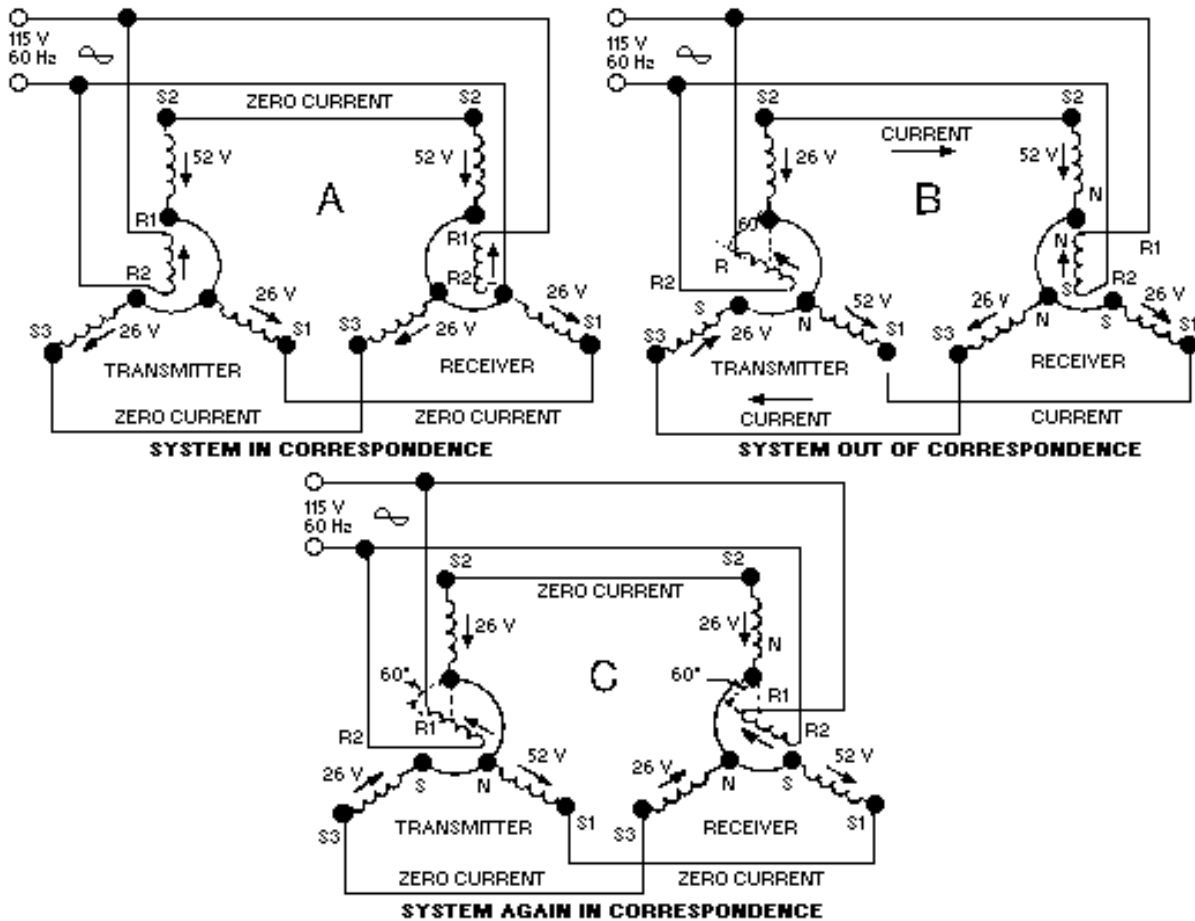 115 V
60 Hz
S2
ZERO CURRENT
S2
52 V
52 V
A
R1
R1
R2
R2
26 V
26 V
S3
26 V
S1
S3
26 V
S1
TRANSMITTER
RECEIVER
ZERO CURRENT
ZERO CURRENT
SYSTEM IN CORRESPONDENCE
115 V
60 Hz
S2
S2
CURRENT
26 V
52 V
B
N
60°
N
R1
R
R2
S
R2
S
N
52 V
N
S
26 V
S3
26 V
S1
S3
26 V
S1
TRANSMITTER
RECEIVER
CURRENT
CURRENT
SYSTEM OUT OF CORRESPONDENCE
115 V
60 Hz
S2
S2
ZERO CURRENT
26 V
26 V
N
C
60°
60°
R1
R1
R2
R2
52 V
52 V
26 V
S
N
26 V
N
S
S3
TRANSMITTER
S1
S3
RECEIVER
S1
ZERO CURRENT
ZERO CURRENT
SYSTEM AGAIN IN CORRESPONDENCE